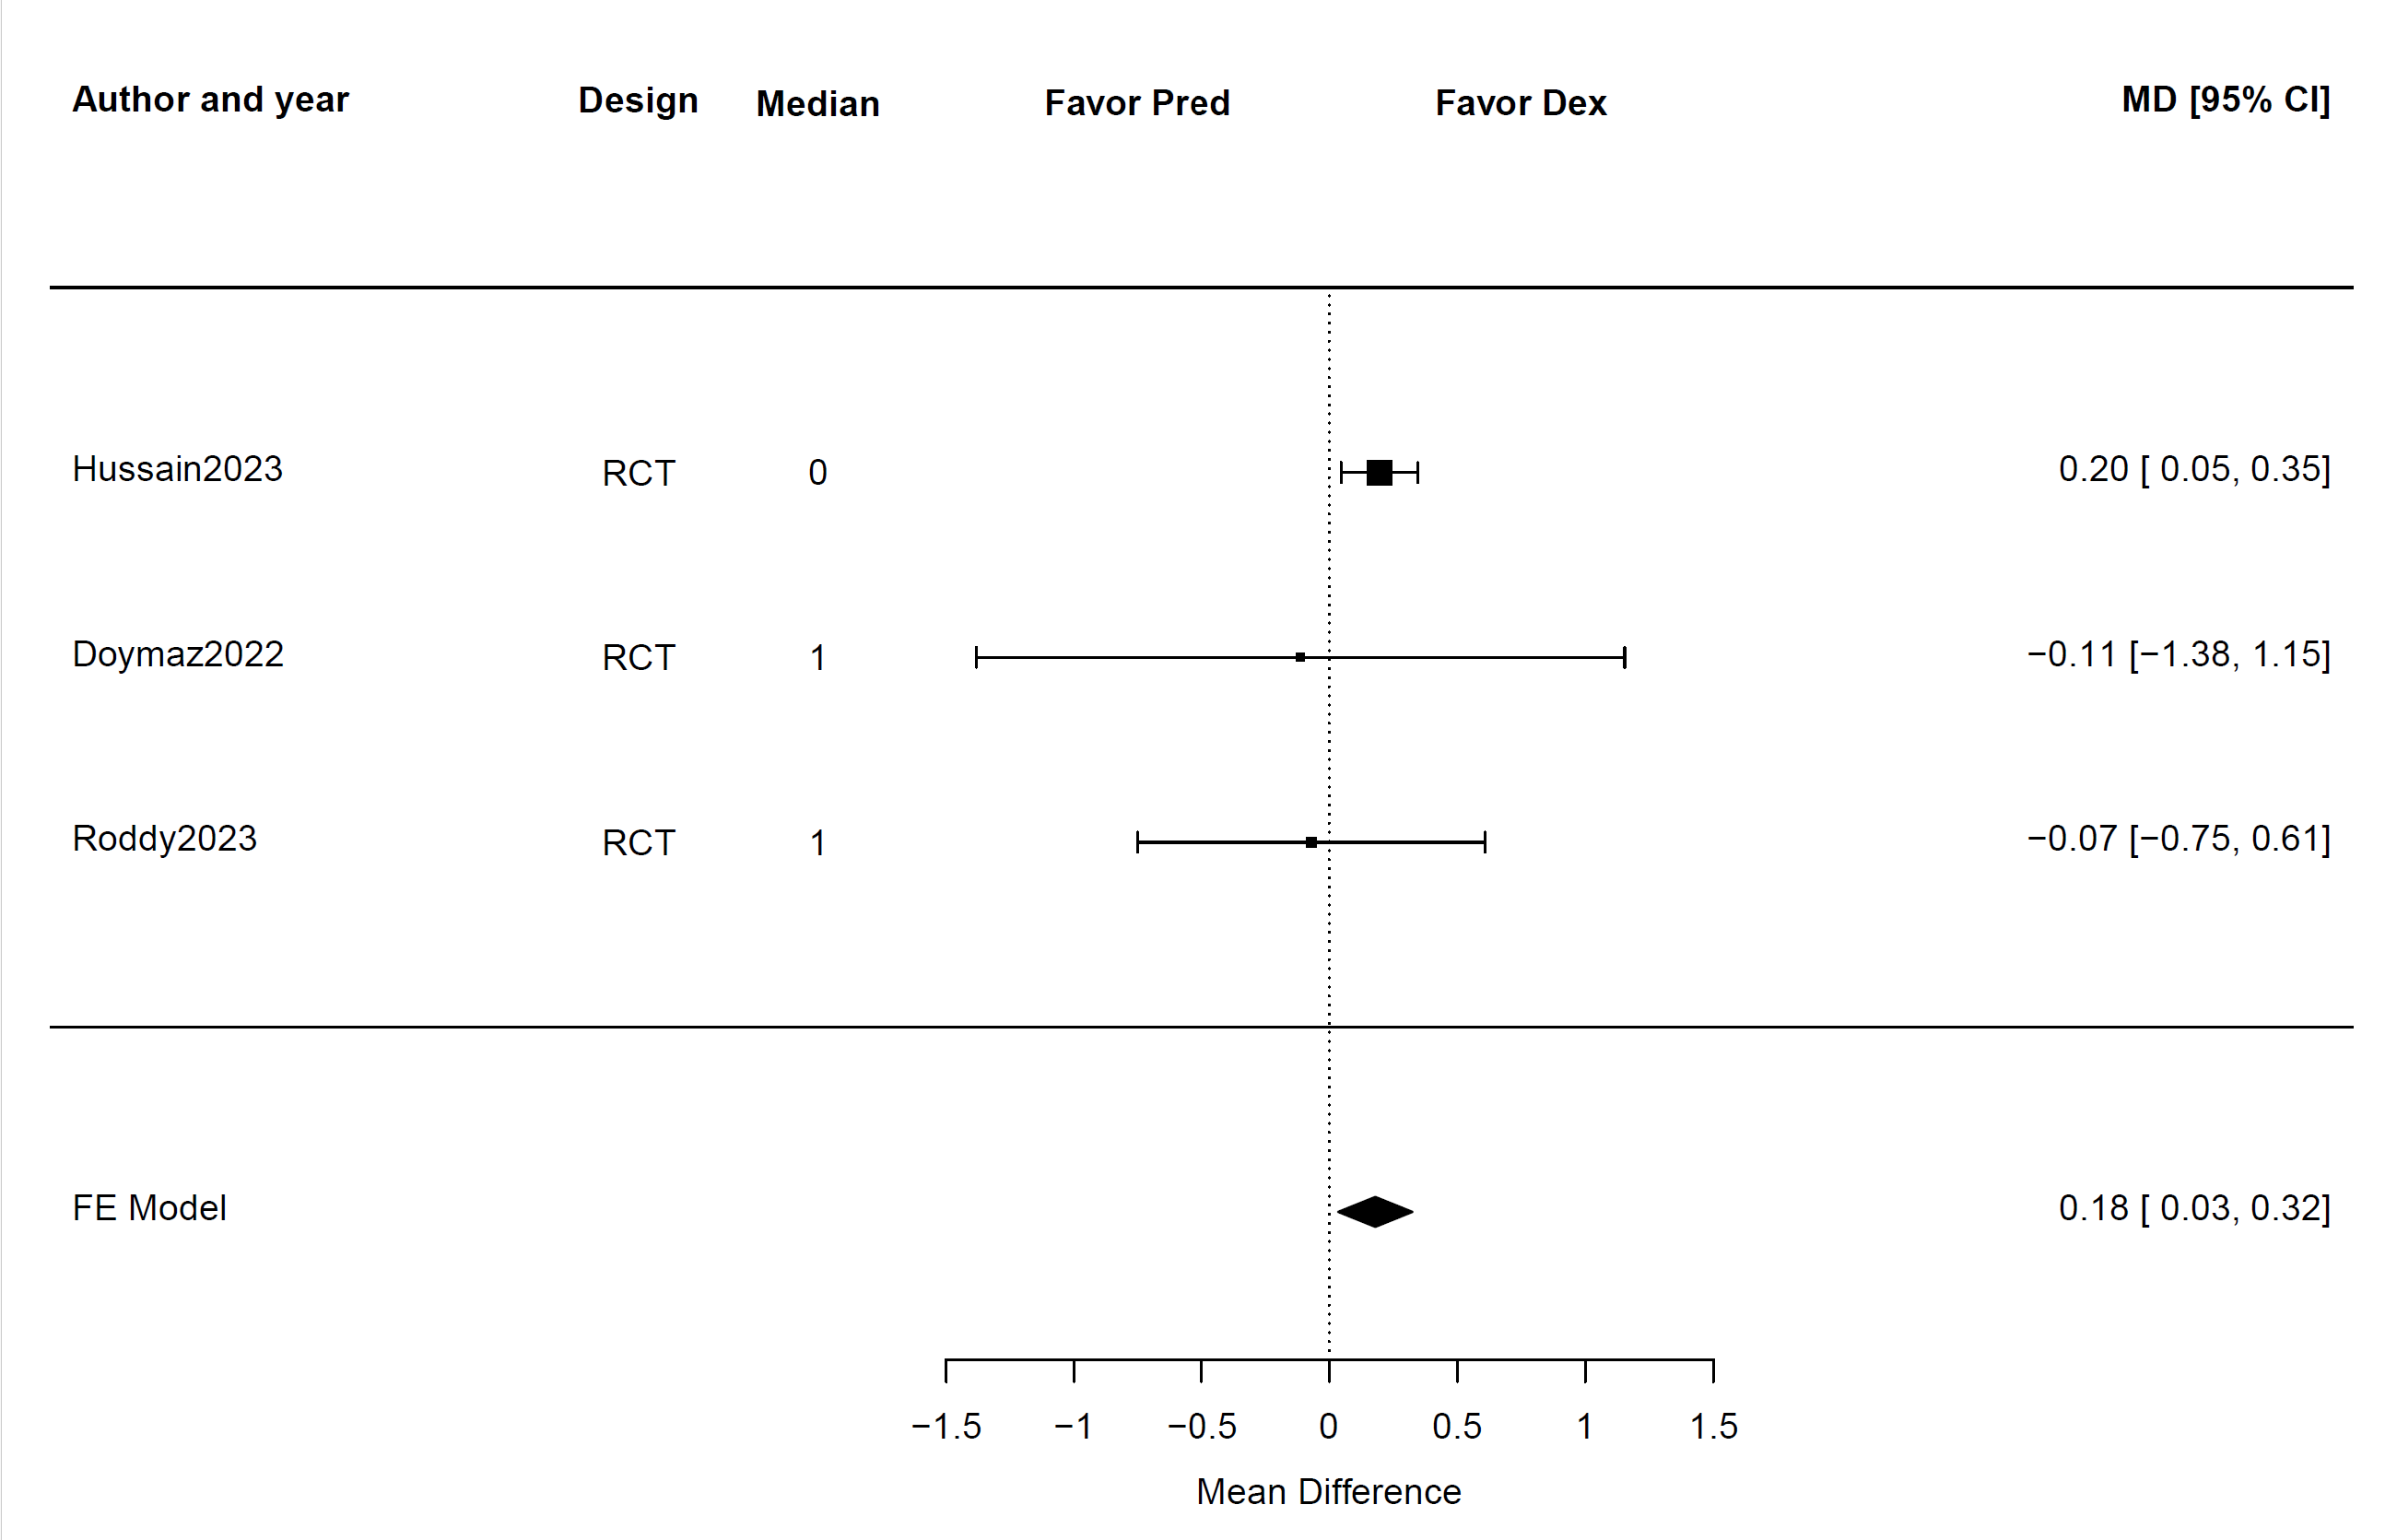 Author and year Design Median Favor Pred Favor Dex MD [95% CI]
Hussain2023 RCT 0 0.20 [ 0.05, 0.35]
Doymaz2022 RCT 1 −0.11 [−1.38, 1.15]
Roddy2023 RCT 1 −0.07 [−0.75, 0.61]
FE Model 0.18 [ 0.03, 0.32]
−1.5 −1 −0.5 0 0.5 1 1.5
Mean Difference